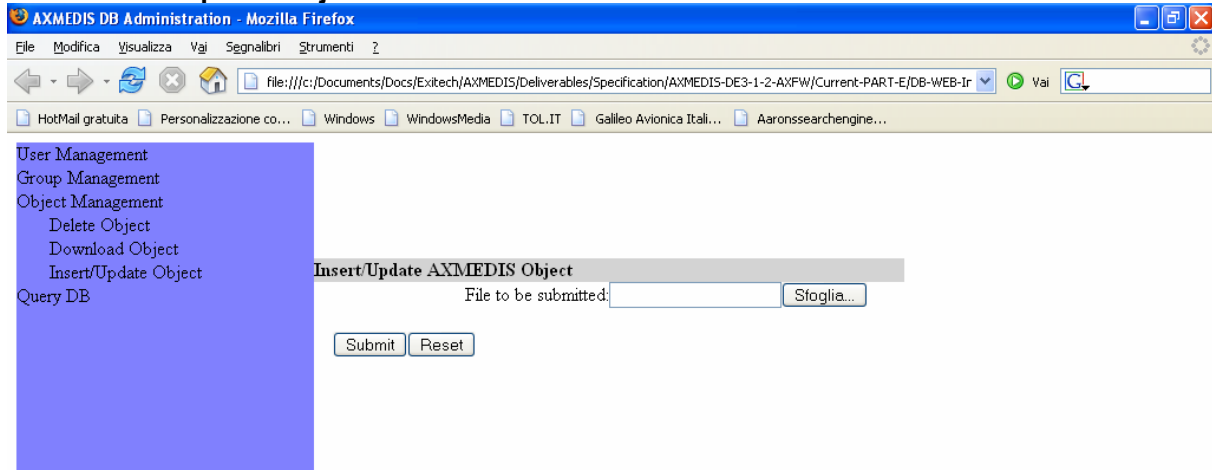 AXMEDIS DB Administration - Mozilla Firefox
File Modifica Visualizza Vai Segnalibri Strumenti ?
file:///c:/Documents/Docs/Exitech/AXMEDIS/Deliverables/Specification/AXMEDIS-DE3-1-2-AXFW/Current-PART-E/DB-WEB-Ir Vai G
HotMail gratuita Personalizzazione co... Windows WindowsMedia TOL.IT Galileo Avionica Itali... Aaronssearchengine...
User Management
Group Management
Object Management
Delete Object
Download Object
Insert/Update Object
Query DB
Insert/Update AXMEDIS Object
File to be submitted: Sfoglia...
Submit Reset